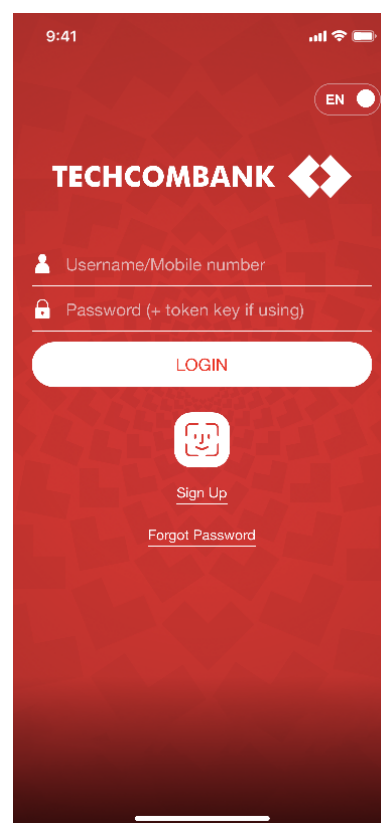 9:41
EN
TECHCOMBANK
Username/Mobile number
Password (+ token key if using)
LOGIN
Sign Up
Forgot Password